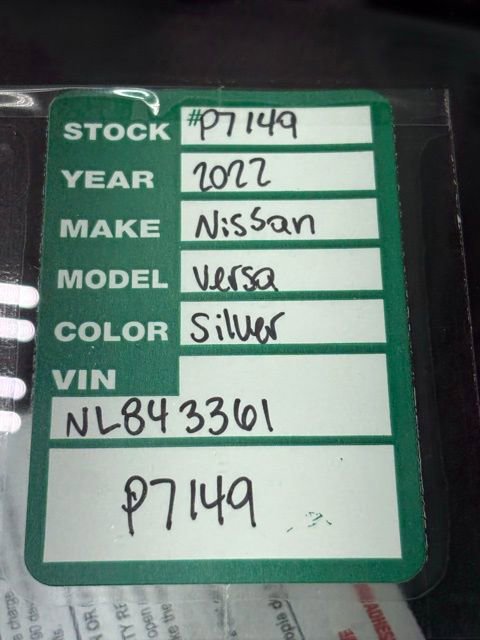 STOCK #P7149
YEAR 2022
MAKE Nissan
MODEL Versa
COLOR Silver
VIN
NL843361
P7149